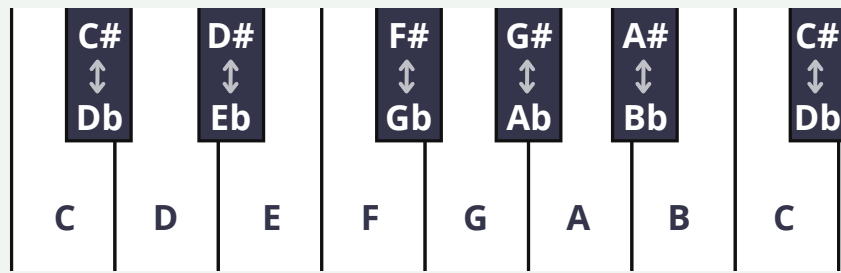 C# D# F# G# A# C#
Db Eb Gb Ab Bb Db
C D E F G A B C